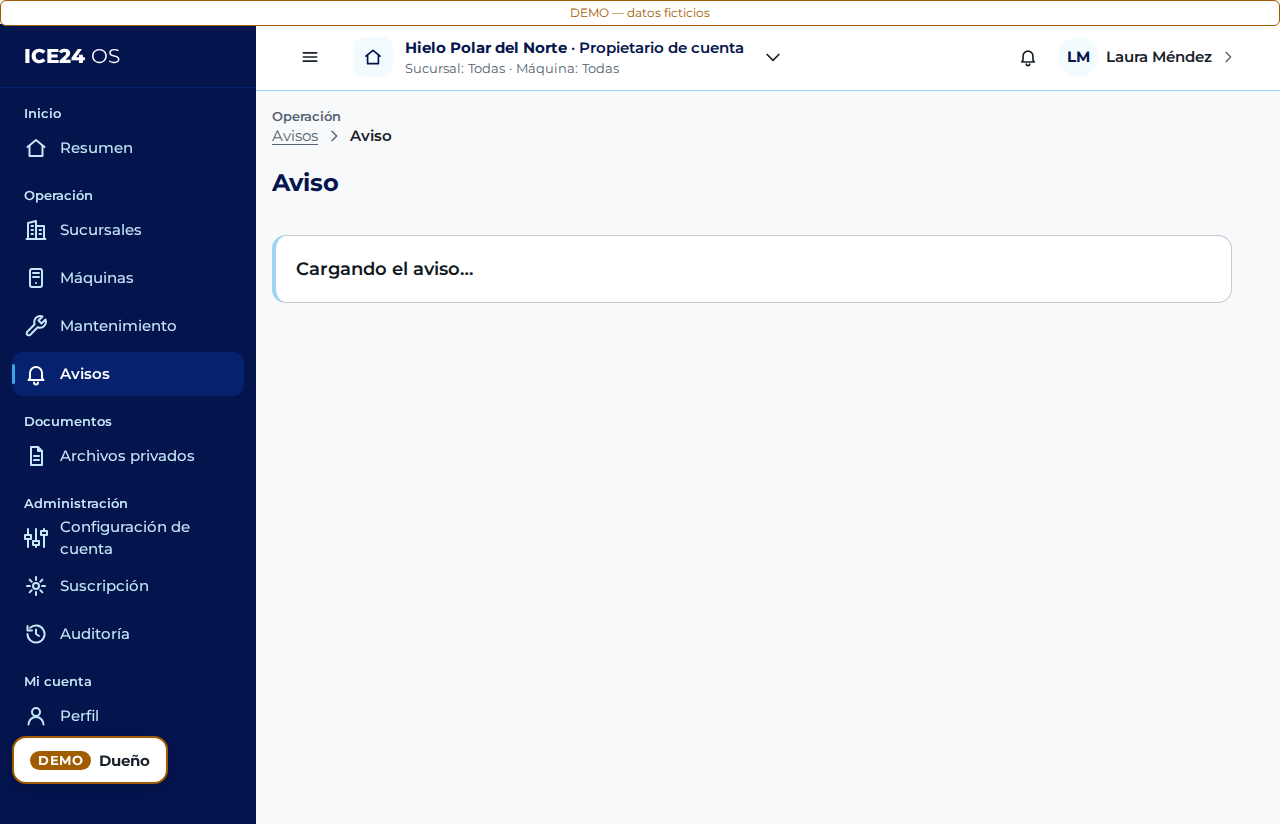 DEMO — datos ficticios
ICE24 OS
Inicio
Resumen
Operación
Sucursales
Máquinas
Mantenimiento
Avisos
Documentos
Archivos privados
Administración
Configuración de
cuenta
Suscripción
Auditoría
Mi cuenta
Perfil
DEMO Dueño
Hielo Polar del Norte · Propietario de cuenta
Sucursal: Todas · Máquina: Todas
LM Laura Méndez
Operación
Avisos Aviso
Aviso
Cargando el aviso...